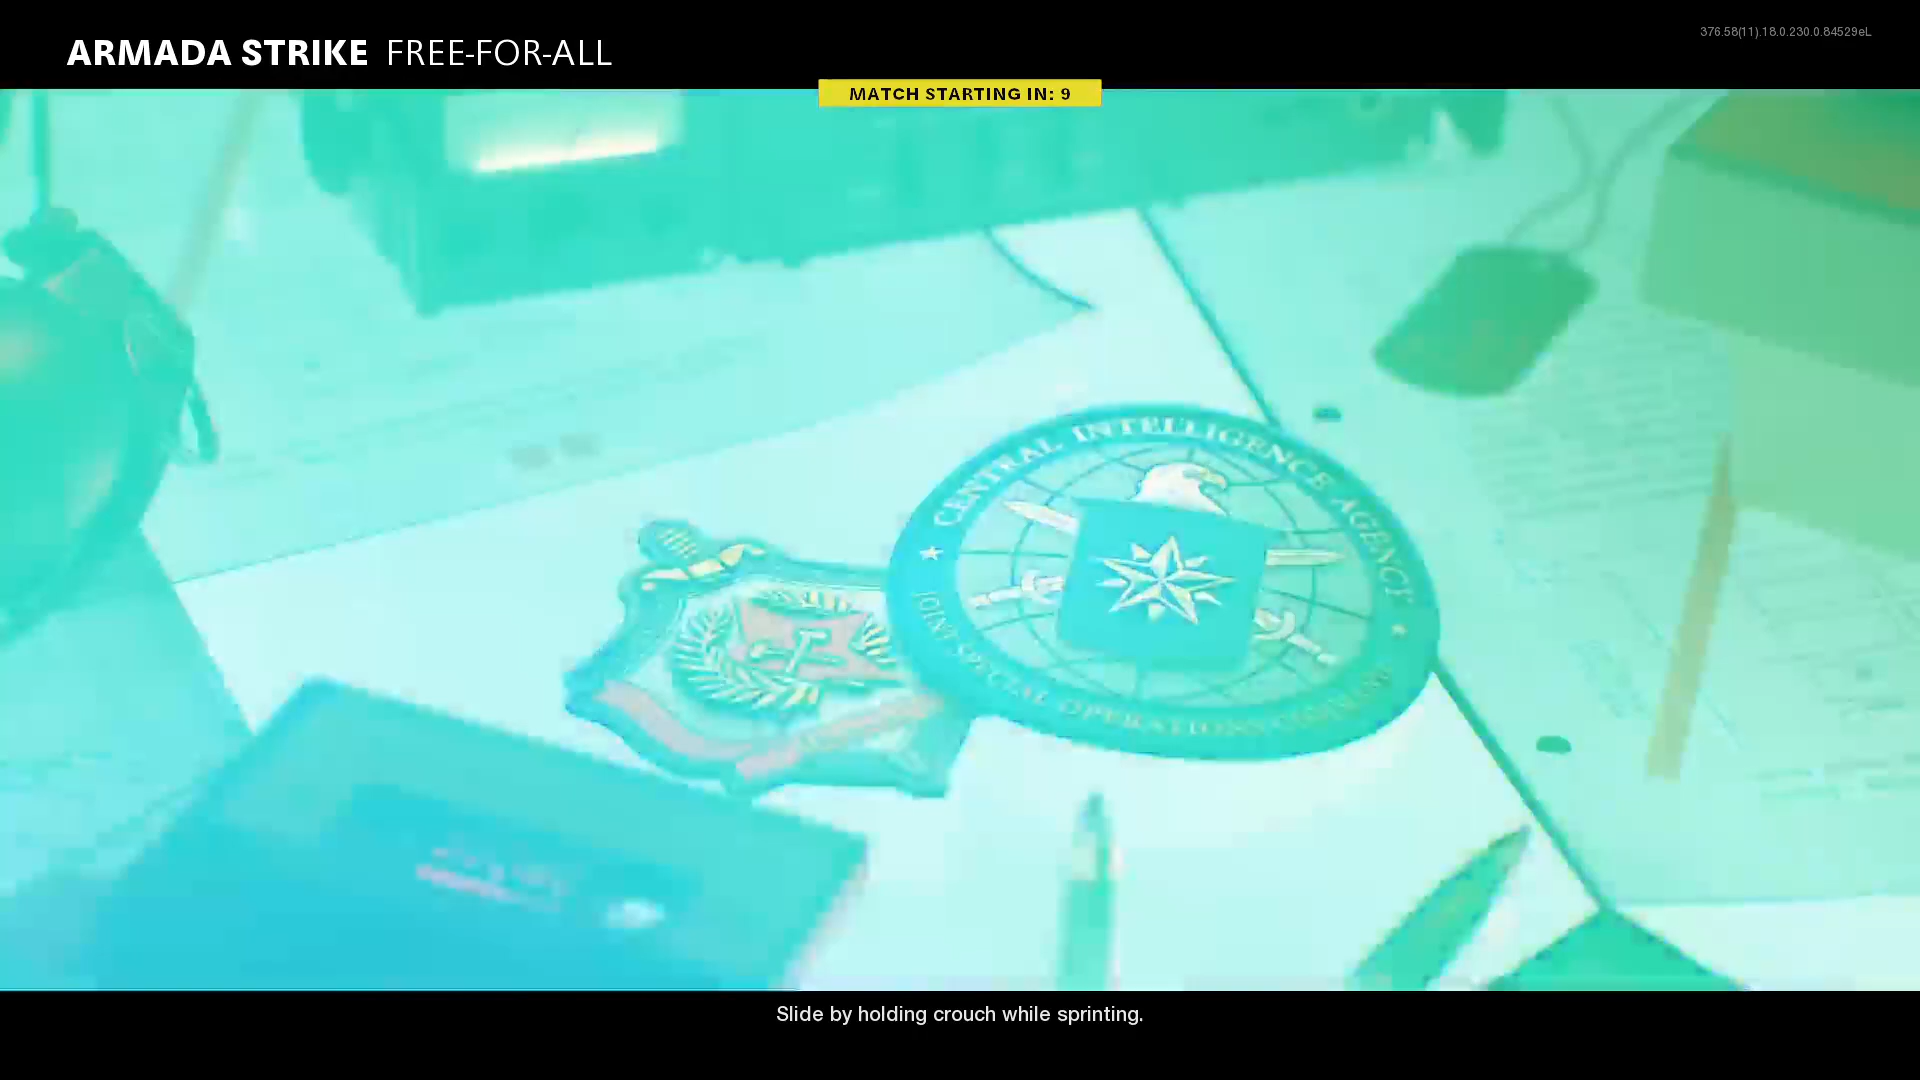 ARMADA STRIKE FREE-FOR-ALL
376.58(11).18.0.230.0.84529eL
MATCH STARTING IN: 9
CENTRAL INTELLIGENCE AGENCY
JOINT SPECIAL OPERATIONS COMMAND
Slide by holding crouch while sprinting.